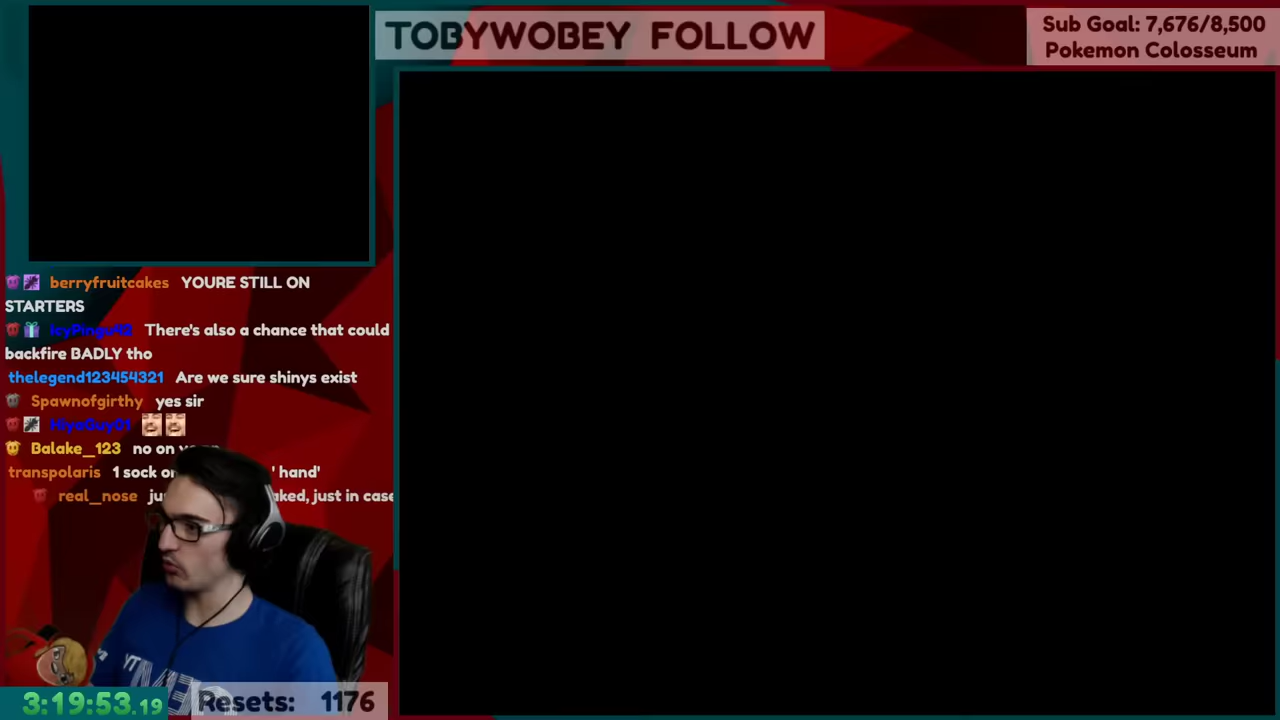 TOBYWOBEY FOLLOW
Sub Goal: 7,676/8,500
Pokemon Colosseum
berryfruitcakes YOURE STILL ON
STARTERS
IcyPingu42 There's also a chance that could
backfire BADLY tho
thelegend123454321 Are we sure shinys exist
Spawnofgirthy yes sir
HiyaGuy01
Balake_123 no on
transpolaris 1 sock hand'
real_nose just in case
3:19:53.19
Resets: 1176